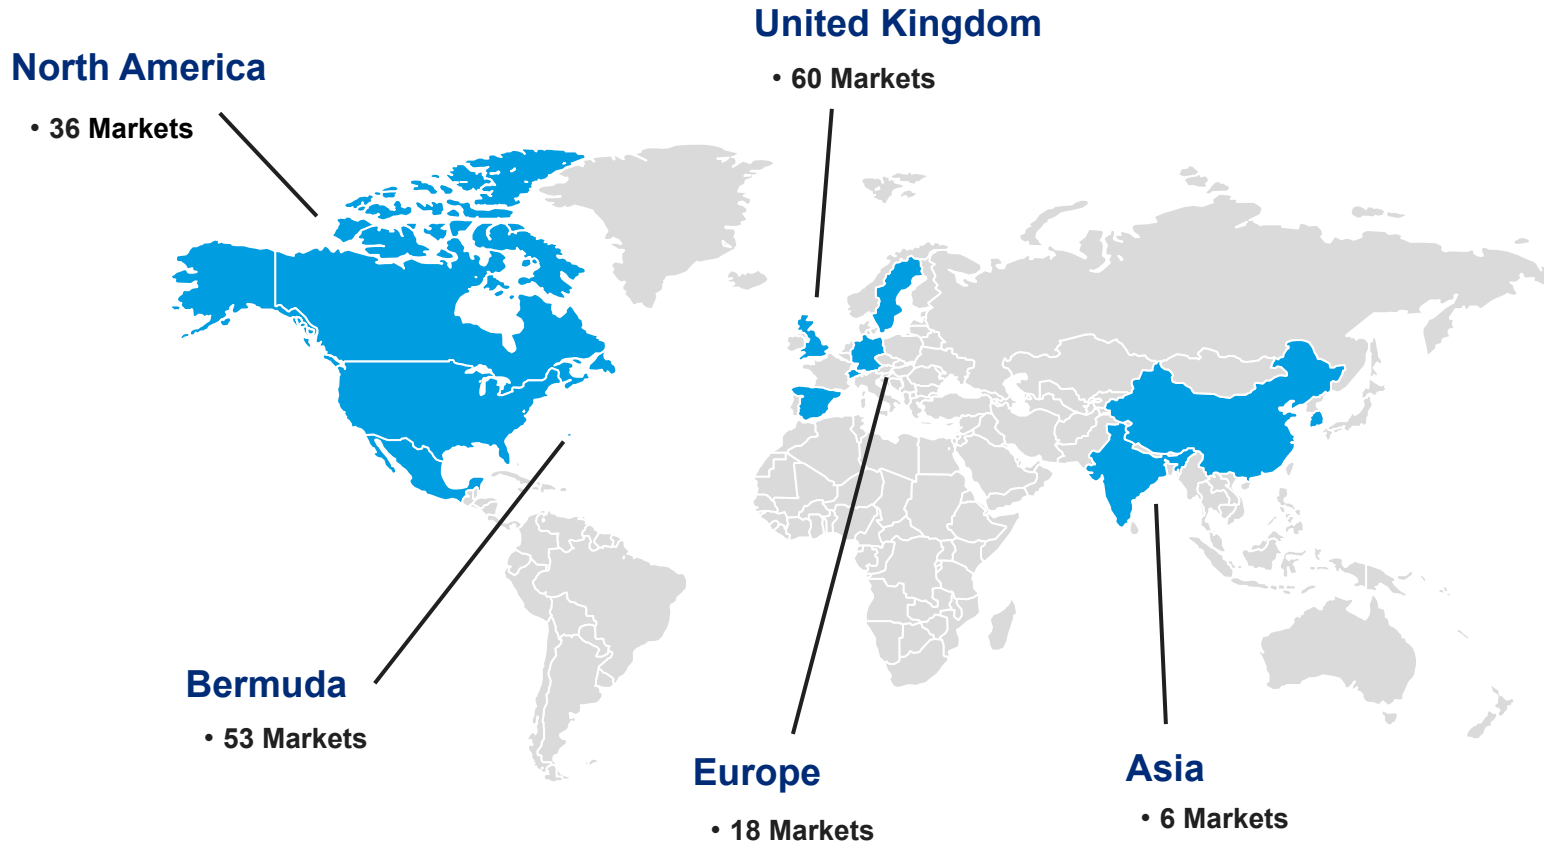 United Kingdom
• 60 Markets
North America
• 36 Markets
Bermuda
• 53 Markets
Europe
• 18 Markets
Asia
• 6 Markets